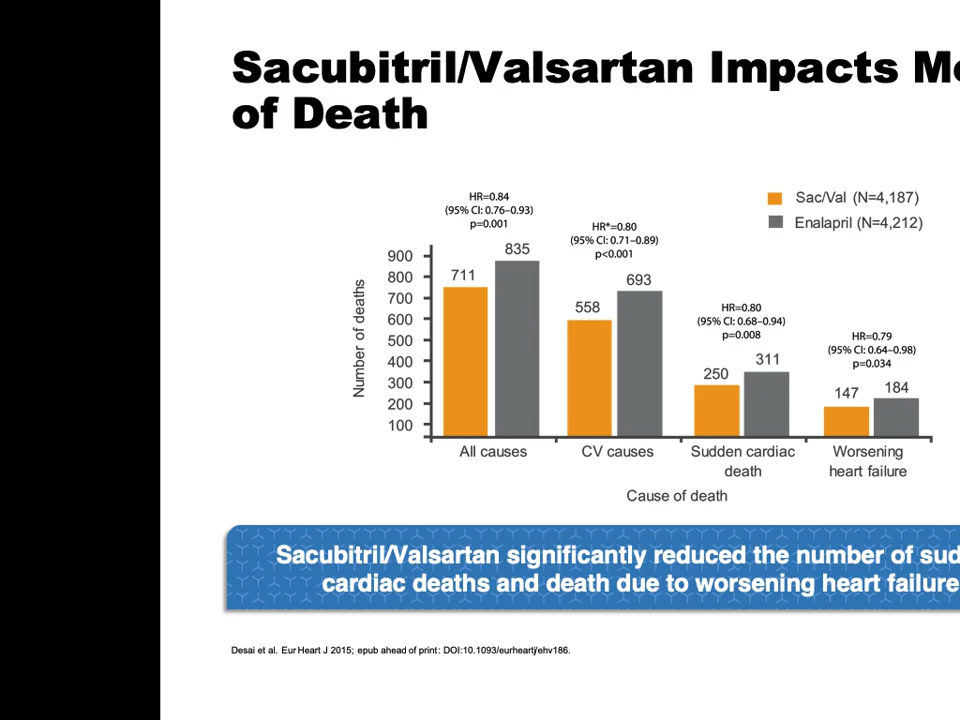 Sacubitril/Valsartan Impacts
of Death
HR=0.84
(95% CI: 0.76–0.93)
p=0.001
HR*=0.80
(95% CI: 0.71–0.89)
p<0.001
HR=0.80
(95% CI: 0.68–0.94)
p=0.008
HR=0.79
(95% CI: 0.64–0.98)
p=0.034
Sac/Val (N=4,187)
Enalapril (N=4,212)
Number of deaths
900
800
700
600
500
400
300
200
100
711
835
558
693
250
311
147
184
All causes
CV causes
Sudden cardiac
death
Worsening
heart failure
Cause of death
Sacubitril/Valsartan significantly reduced the number of
cardiac deaths and death due to worsening heart failure
Desai et al. Eur Heart J 2015; epub ahead of print: DOI:10.1093/eurheartj/ehv186.